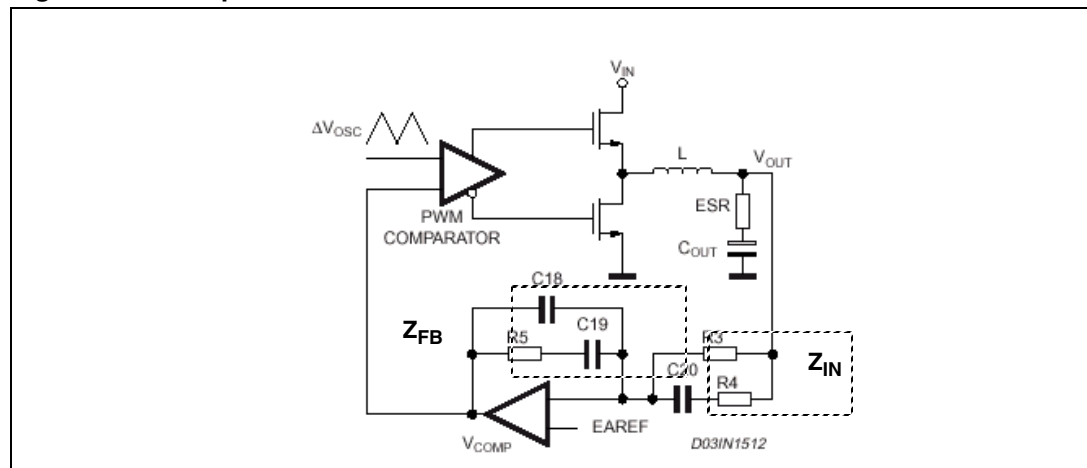 V_IN
ΔV_OSC
L
V_OUT
ESR
PWM
COMPARATOR
C_OUT
C18
Z_FB
R5
C19
R3
Z_IN
C20
R4
EAREF
V_COMP
D03IN1512